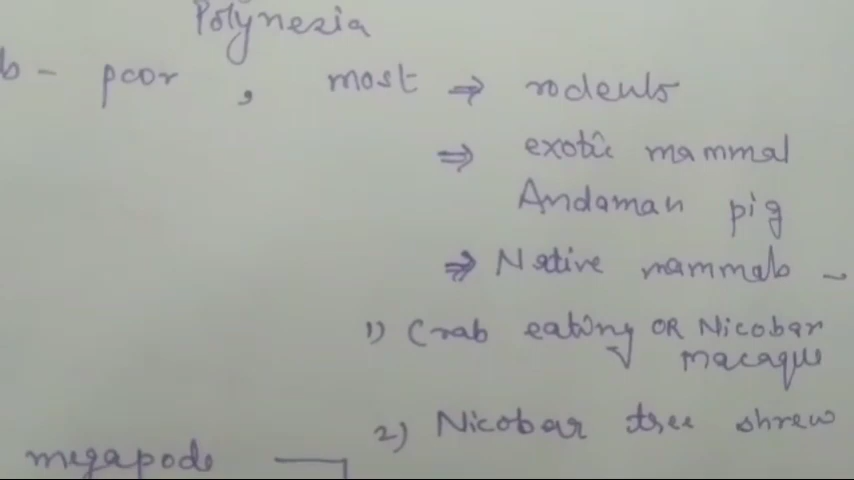 Polynesia
- poor, most ⇒ rodents
⇒ exotic mammal
Andaman pig
⇒ Native mammals -
1) Crab eating OR Nicobar
macaque
2) Nicobar tree shrew
megapode